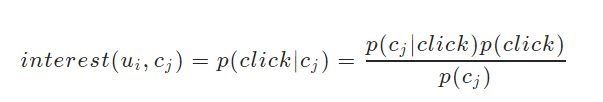 interest(u_i, c_j) = p(click|c_j) = \frac{p(c_j|click)p(click)}{p(c_j)}